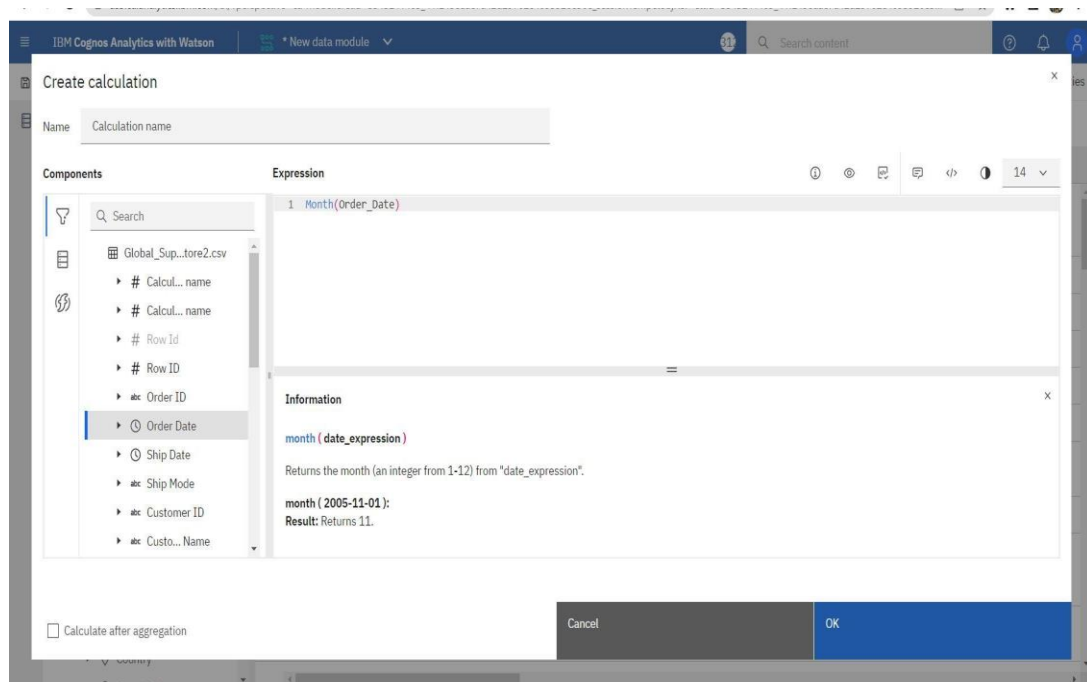 IBM Cognos Analytics with Watson
* New data module
Search content
Create calculation
x
ies
Name
Calculation name
Components
Expression
14
Search
1 Month(Order_Date)
Global_Sup...tore2.csv
# Calcul... name
# Calcul... name
# Row Id
# Row ID
abc Order ID
Order Date
Ship Date
abc Ship Mode
abc Customer ID
abc Custo... Name
Information
x
month ( date_expression )
Returns the month (an integer from 1-12) from "date_expression".
month ( 2005-11-01 ):
Result: Returns 11.
Calculate after aggregation
Cancel
OK
Country